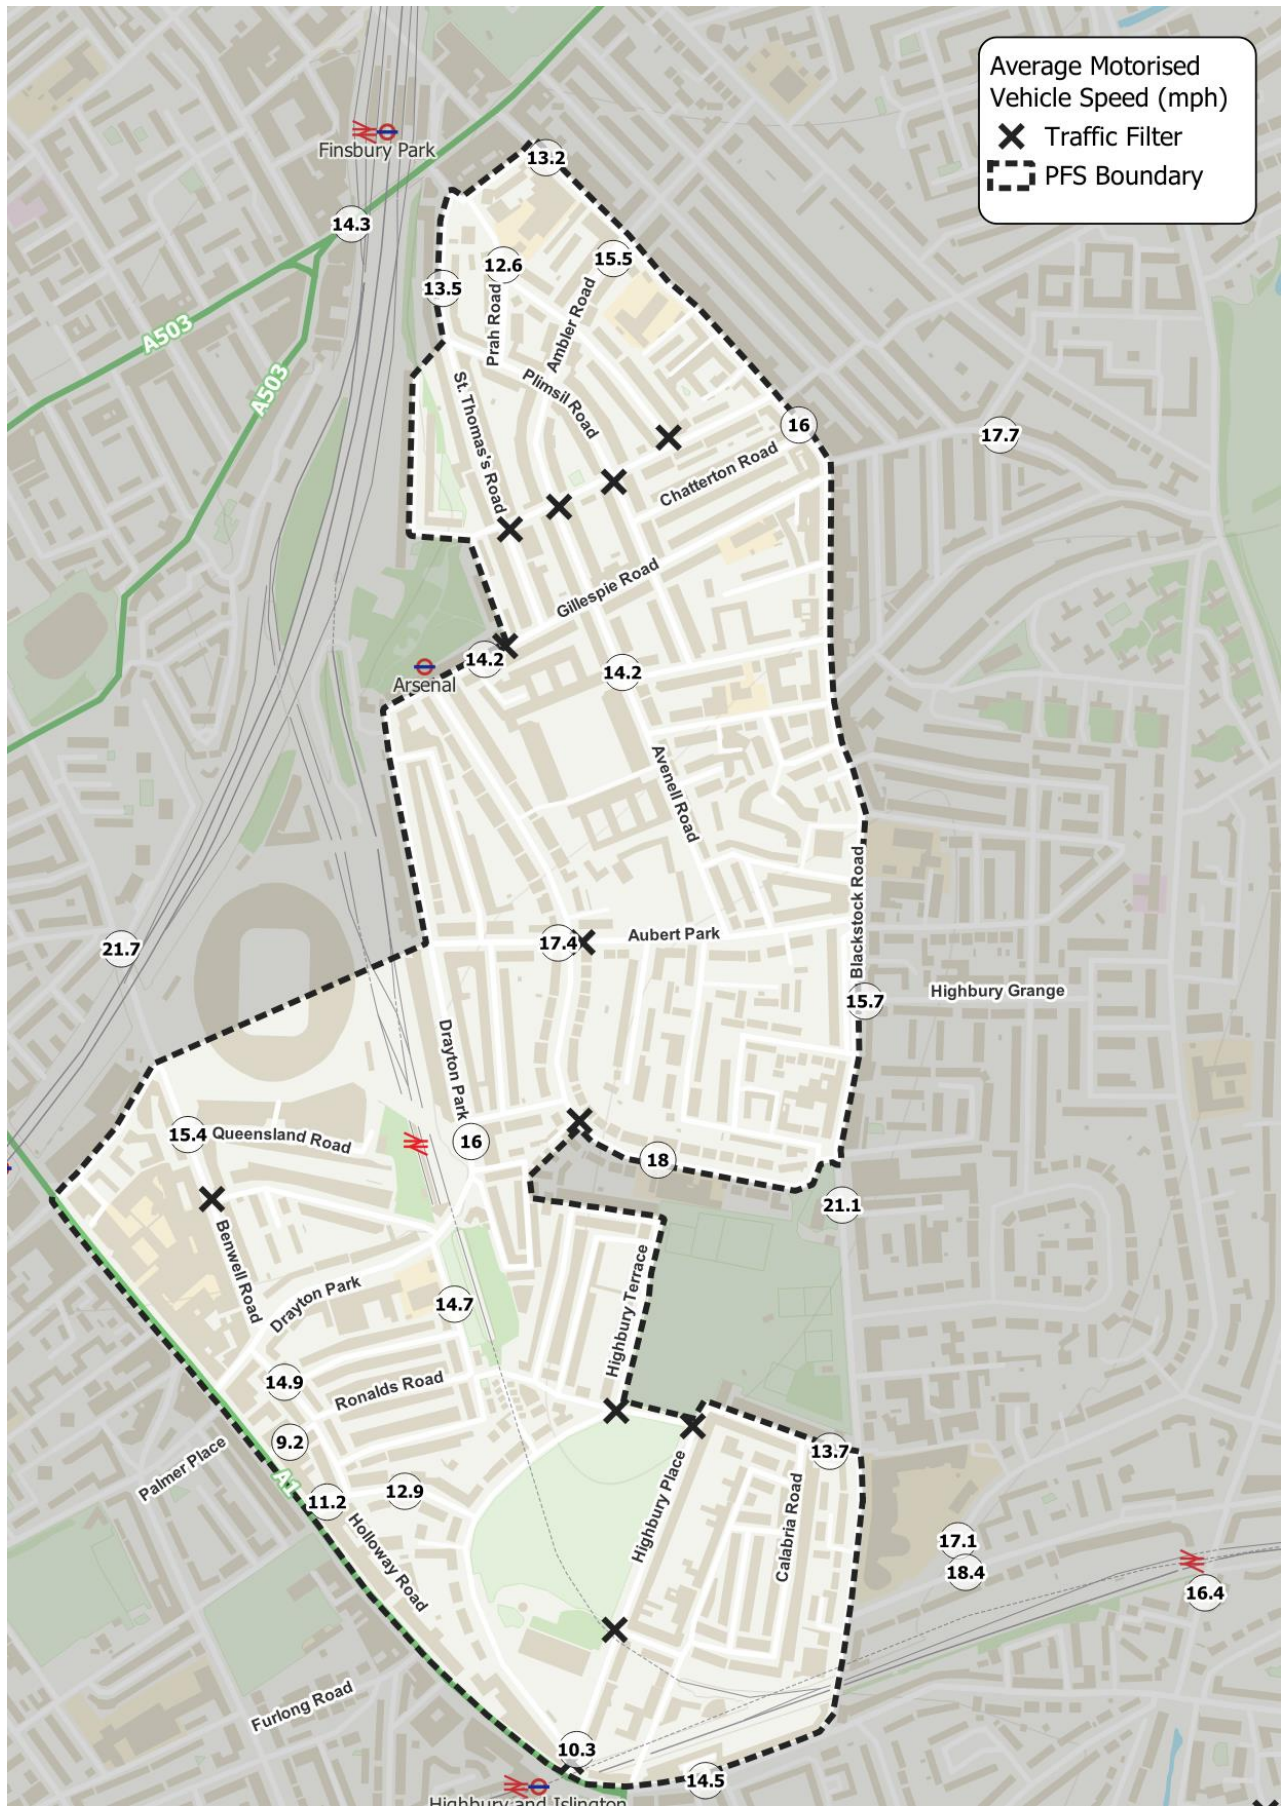 Average Motorised
Vehicle Speed (mph)
Traffic Filter
PFS Boundary
Finsbury Park
13.2
14.3
12.6
15.5
13.5
Prah Road
Ambler Road
A503
A503
Plimsil Road
St. Thomas's Road
16
17.7
Chatterton Road
Gillespie Road
14.2
14.2
Arsenal
Avenell Road
Blackstock Road
21.7
17.4
Aubert Park
15.7
Highbury Grange
Drayton Park
15.4
Queensland Road
16
18
21.1
Benwell Road
Drayton Park
14.7
Highbury Terrace
14.9
Ronalds Road
9.2
Palmer Place
A1
11.2
12.9
13.7
Highbury Place
Calabria Road
Holloway Road
17.1
18.4
16.4
Furlong Road
10.3
14.5
Highbury and Islington